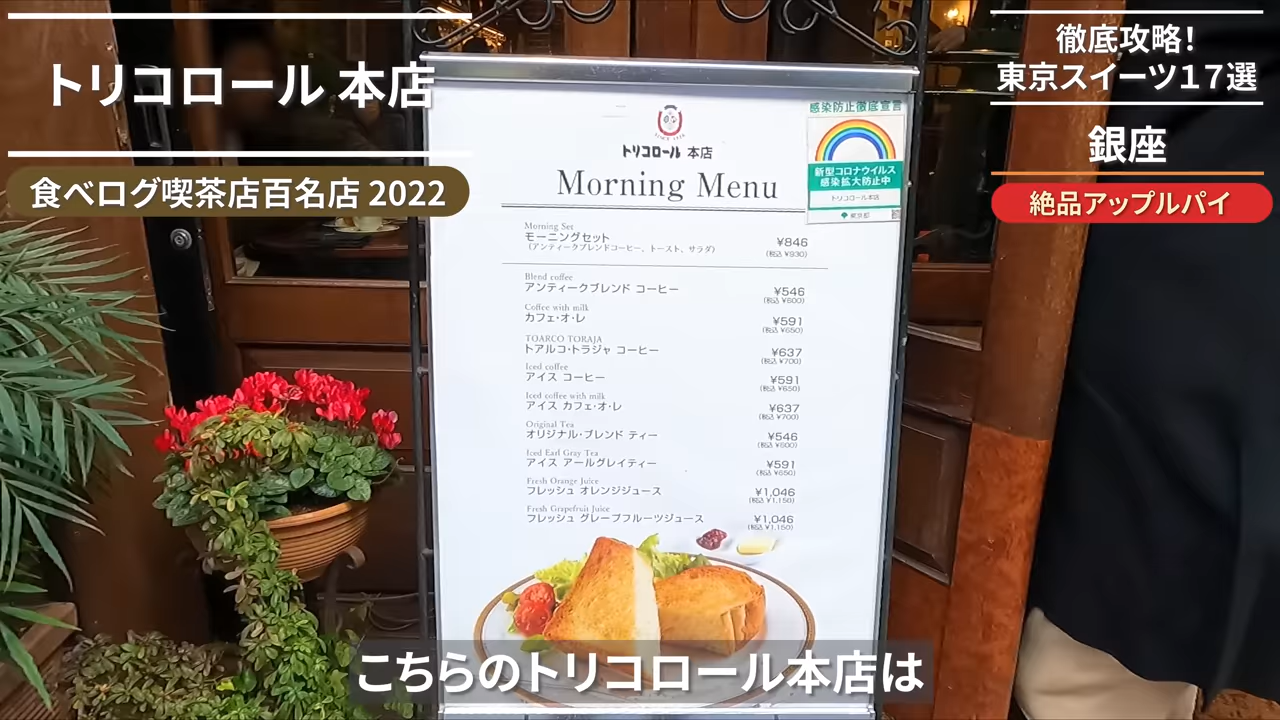 トリコロール 本店
食べログ喫茶店百名店 2022
徹底攻略!
東京スイーツ17選
銀座
絶品アップルパイ
トリコロール 本店
Morning Menu
感染防止徹底宣言
新型コロナウイルス
感染拡大防止中
トリコロール本店
東京都
Morning Set
モーニングセット ¥846
(アンティークブレンドコーヒー、トースト、サラダ) (税込 ¥930)
Blend coffee
アンティークブレンド コーヒー ¥546
(税込 ¥600)
Coffee with milk
カフェ・オ・レ ¥591
(税込 ¥650)
TOARCO TORAJA
トアルコ・トラジャ コーヒー ¥637
(税込 ¥700)
Iced coffee
アイス コーヒー ¥591
(税込 ¥650)
Iced coffee with milk
アイス カフェ・オ・レ ¥637
(税込 ¥700)
Original Tea
オリジナル・ブレンド ティー ¥546
(税込 ¥600)
Iced Earl Gray Tea
アイス アールグレイティー ¥591
(税込 ¥650)
Fresh Orange Juice
フレッシュ オレンジジュース ¥1,046
(税込 ¥1,150)
Fresh Grapefruit Juice
フレッシュ グレープフルーツジュース ¥1,046
(税込 ¥1,150)
こちらのトリコロール本店は